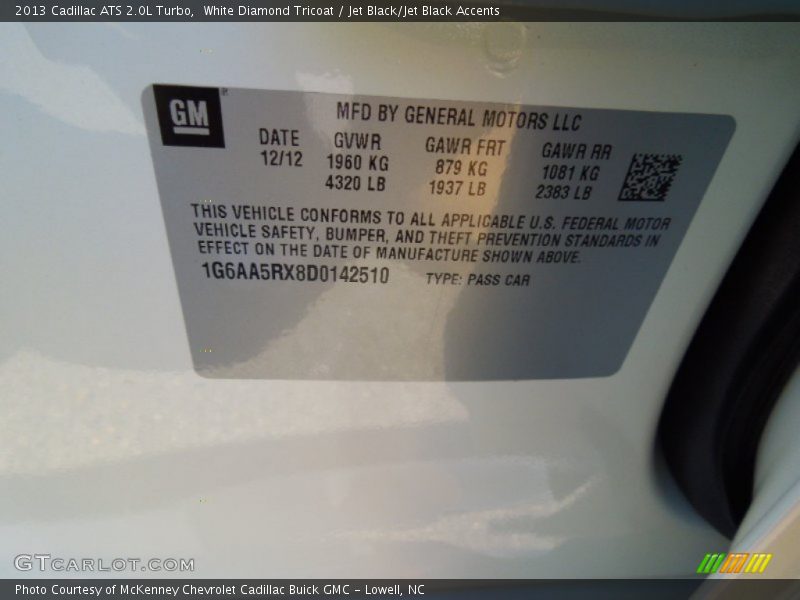 2013 Cadillac ATS 2.0L Turbo, White Diamond Tricoat / Jet Black/Jet Black Accents
GM
MFD BY GENERAL MOTORS LLC
DATE GVWR GAWR FRT GAWR RR
12/12 1960 KG 879 KG 1081 KG
4320 LB 1937 LB 2383 LB
THIS VEHICLE CONFORMS TO ALL APPLICABLE U.S. FEDERAL MOTOR
VEHICLE SAFETY, BUMPER, AND THEFT PREVENTION STANDARDS IN
EFFECT ON THE DATE OF MANUFACTURE SHOWN ABOVE.
1G6AA5RX8D0142510 TYPE: PASS CAR
GTCARLOT.COM
Photo Courtesy of McKenney Chevrolet Cadillac Buick GMC - Lowell, NC